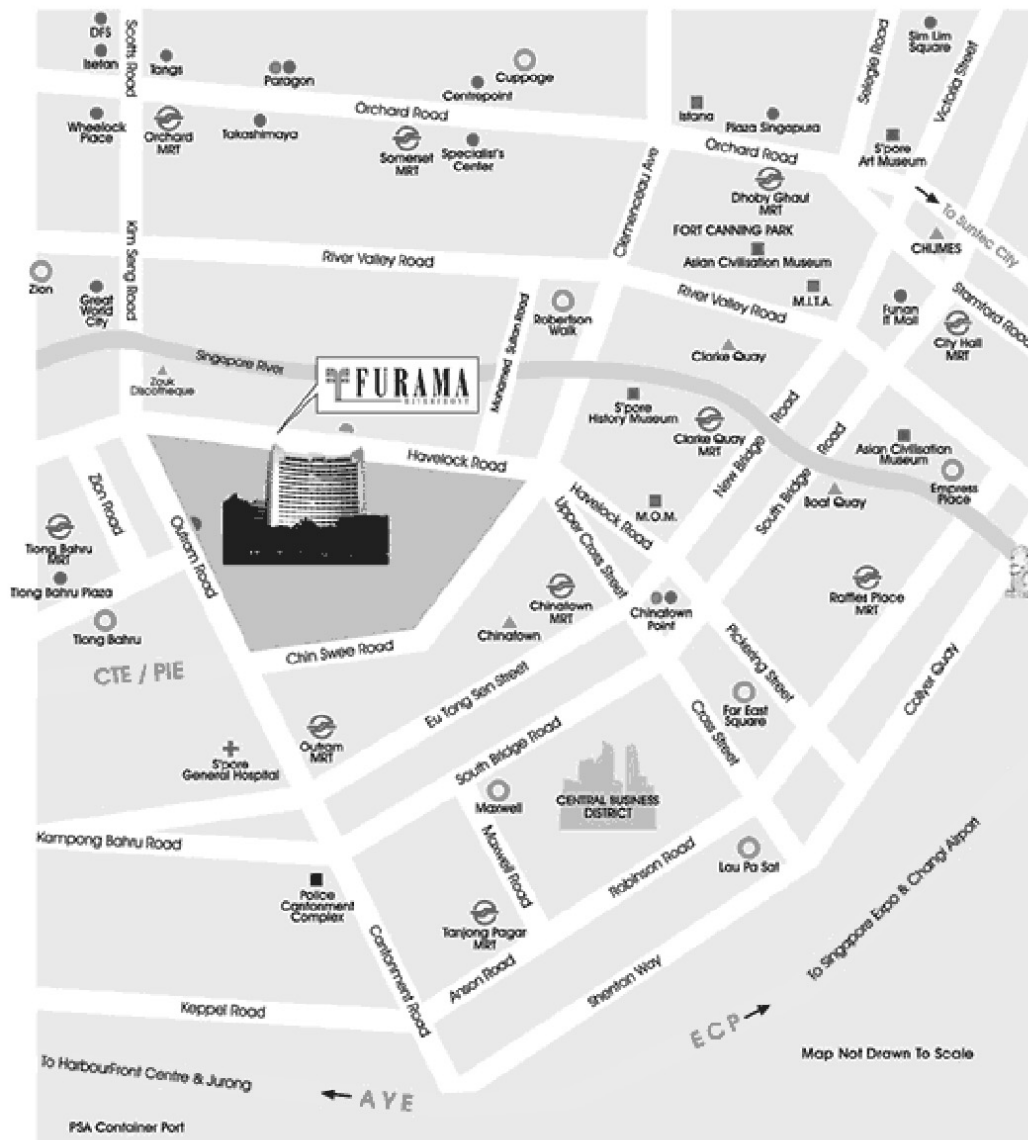 DFS
Isetan
Scotts Road
Tangs
Paragon
Cuppage
Centrepoint
Orchard Road
Wheelock
Place
Orchard
MRT
Takashimaya
Somerset
MRT
Specialist's
Center
Clemenceau Ave
Istana
Plaza Singapura
Orchard Road
Selegie Road
Sim Lim
Square
Victoria Street
S'pore
Art Museum
Dhoby Ghaut
MRT
To Suntec City
FORT CANNING PARK
Asian Civilisation Museum
CHIJMES
Kim Seng Road
River Valley Road
Zion
Great
World
City
Mohamed Sultan Road
Robertson
Walk
River Valley Road
M.I.T.A.
Funan
IT Mall
Stamford Road
City Hall
MRT
Clarke Quay
Singapore River
Zouk
Discotheque
FURAMA
RIVERFRONT
S'pore
History Museum
Clarke Quay
MRT
New Bridge Road
South Bridge Road
Asian Civilisation
Museum
Empress
Place
Boat Quay
Havelock Road
Havelock Road
Upper Cross Street
M.O.M.
Zion Road
Outram Road
Tiong Bahru
MRT
Tiong Bahru Plaza
Tiong Bahru
CTE / PIE
Chin Swee Road
Chinatown
Chinatown
MRT
Chinatown
Point
Raffles Place
MRT
Pickering Street
Collyer Quay
Eu Tong Sen Street
Cross Street
Far East
Square
Outram
MRT
S'pore
General Hospital
South Bridge Road
Maxwell
CENTRAL BUSINESS
DISTRICT
Kampong Bahru Road
Maxwell Road
Robinson Road
Lau Pa Sat
Police
Cantonment
Complex
Tanjong Pagar
MRT
Cantonment Road
Anson Road
Shenton Way
To Singapore Expo & Changi Airport
Keppel Road
ECP
Map Not Drawn To Scale
To HarbourFront Centre & Jurong
AYE
PSA Container Port